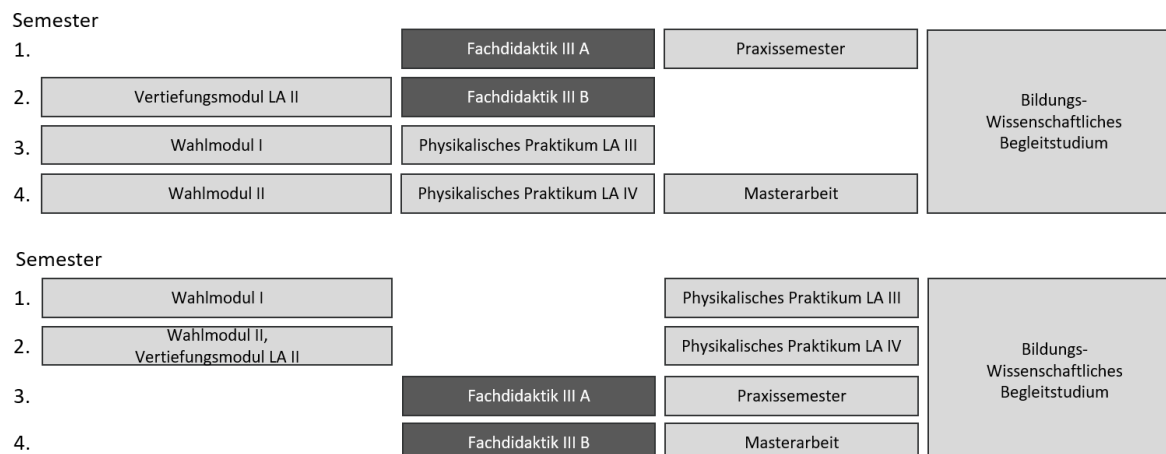 Semester
1.
Fachdidaktik III A
Praxissemester
2.
Vertiefungsmodul LA II
Fachdidaktik III B
3.
Wahlmodul I
Physikalisches Praktikum LA III
4.
Wahlmodul II
Physikalisches Praktikum LA IV
Masterarbeit
Bildungs-
Wissenschaftliches
Begleitstudium
Semester
1.
Wahlmodul I
Physikalisches Praktikum LA III
2.
Wahlmodul II,
Vertiefungsmodul LA II
Physikalisches Praktikum LA IV
3.
Fachdidaktik III A
Praxissemester
4.
Fachdidaktik III B
Masterarbeit
Bildungs-
Wissenschaftliches
Begleitstudium